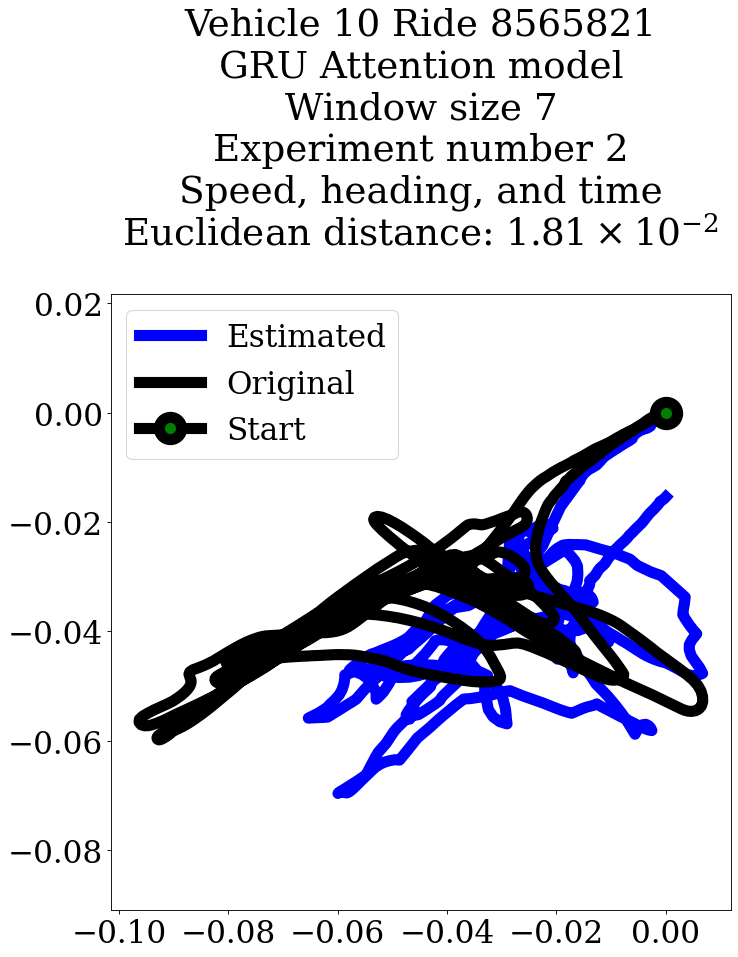 Vehicle 10 Ride 8565821
GRU Attention model
Window size 7
Experiment number 2
Speed, heading, and time
Euclidean distance: 1.81 × 10⁻²
0.02
0.00
−0.02
−0.04
−0.06
−0.08
Estimated
Original
Start
−0.10 −0.08 −0.06 −0.04 −0.02 0.00